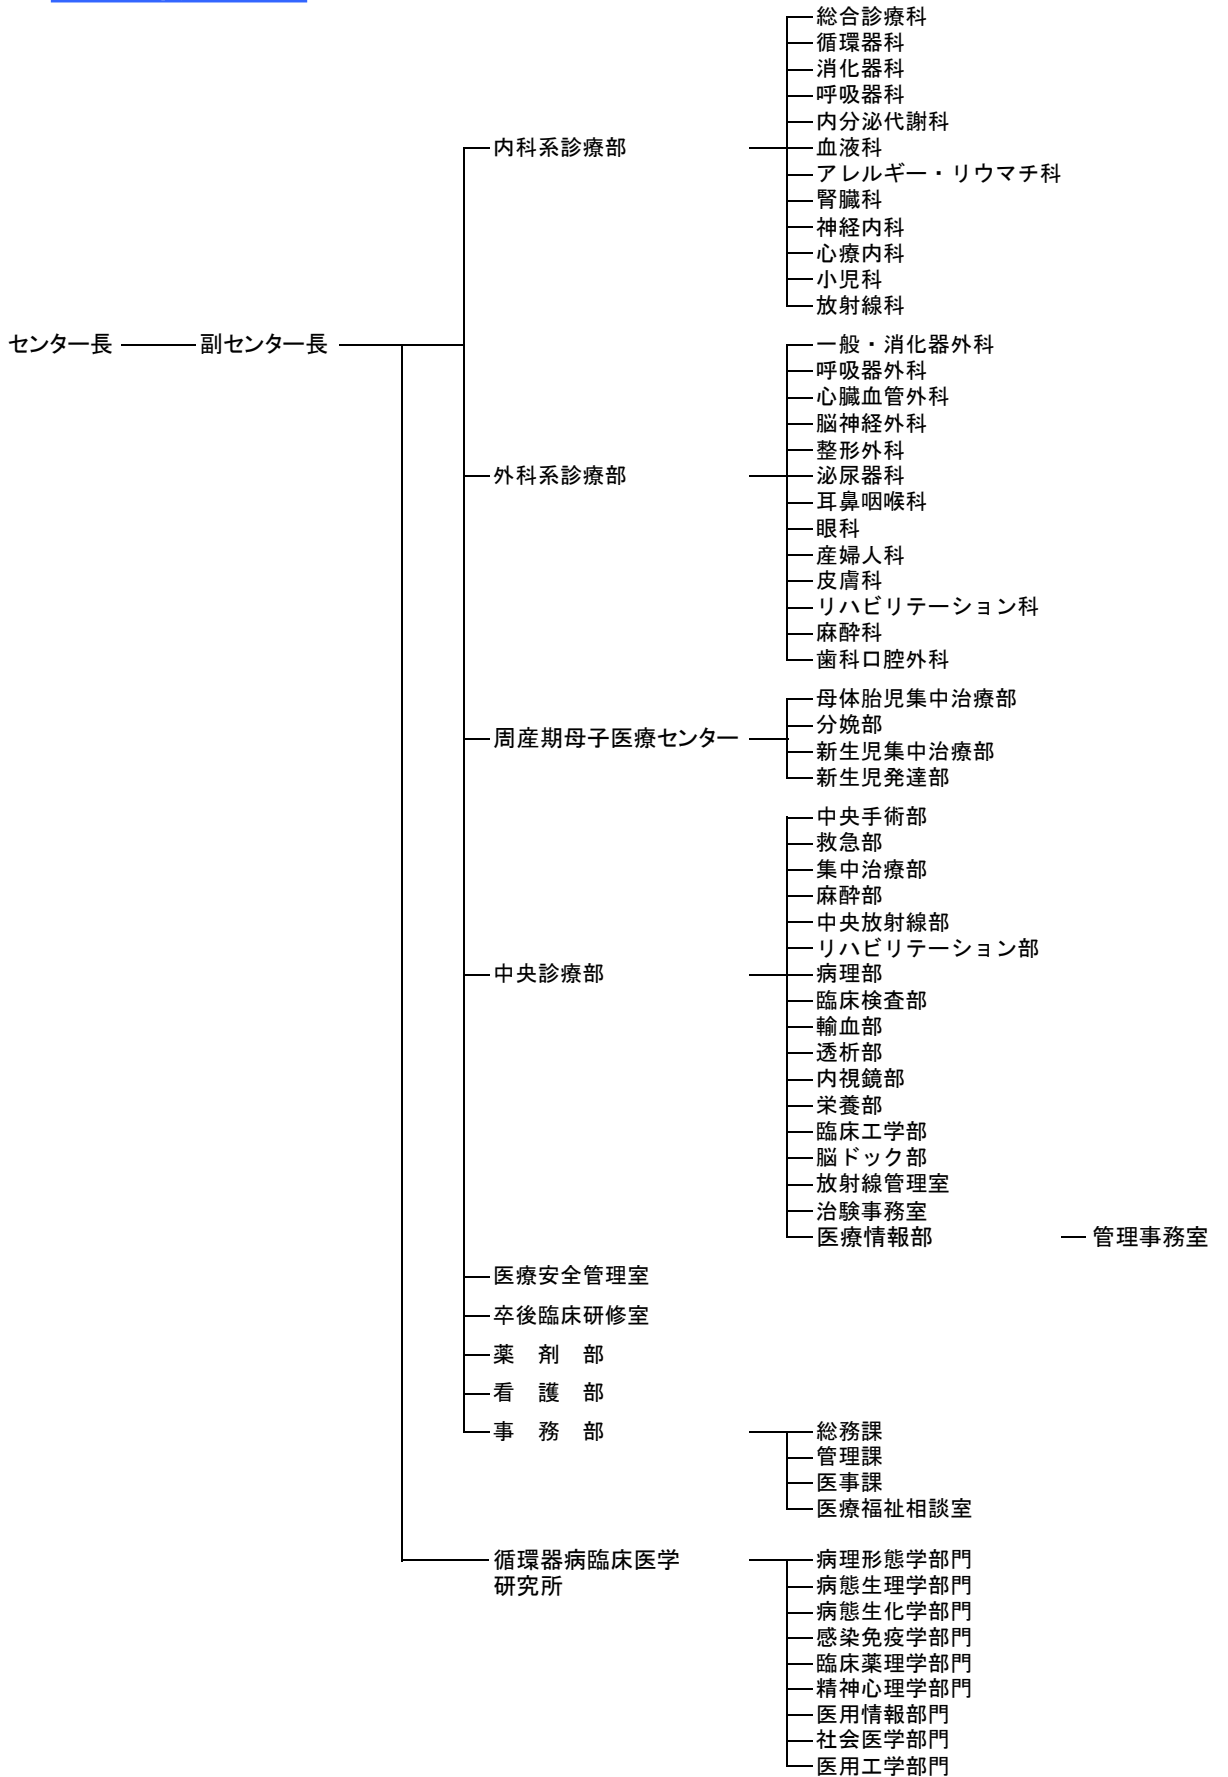 センター長
副センター長
内科系診療部
総合診療科
循環器科
消化器科
呼吸器科
内分泌代謝科
血液科
アレルギー・リウマチ科
腎臓科
神経内科
心療内科
小児科
放射線科
外科系診療部
一般・消化器外科
呼吸器外科
心臓血管外科
脳神経外科
整形外科
泌尿器科
耳鼻咽喉科
眼科
産婦人科
皮膚科
リハビリテーション科
麻酔科
歯科口腔外科
周産期母子医療センター
母体胎児集中治療部
分娩部
新生児集中治療部
新生児発達部
中央診療部
中央手術部
救急部
集中治療部
麻酔部
中央放射線部
リハビリテーション部
病理部
臨床検査部
輸血部
透析部
内視鏡部
栄養部
臨床工学部
脳ドック部
放射線管理室
治験事務室
医療情報部
管理事務室
医療安全管理室
卒後臨床研修室
薬　剤　部
看　護　部
事　務　部
総務課
管理課
医事課
医療福祉相談室
循環器病臨床医学
研究所
病理形態学部門
病態生理学部門
病態生化学部門
感染免疫学部門
臨床薬理学部門
精神心理学部門
医用情報部門
社会医学部門
医用工学部門